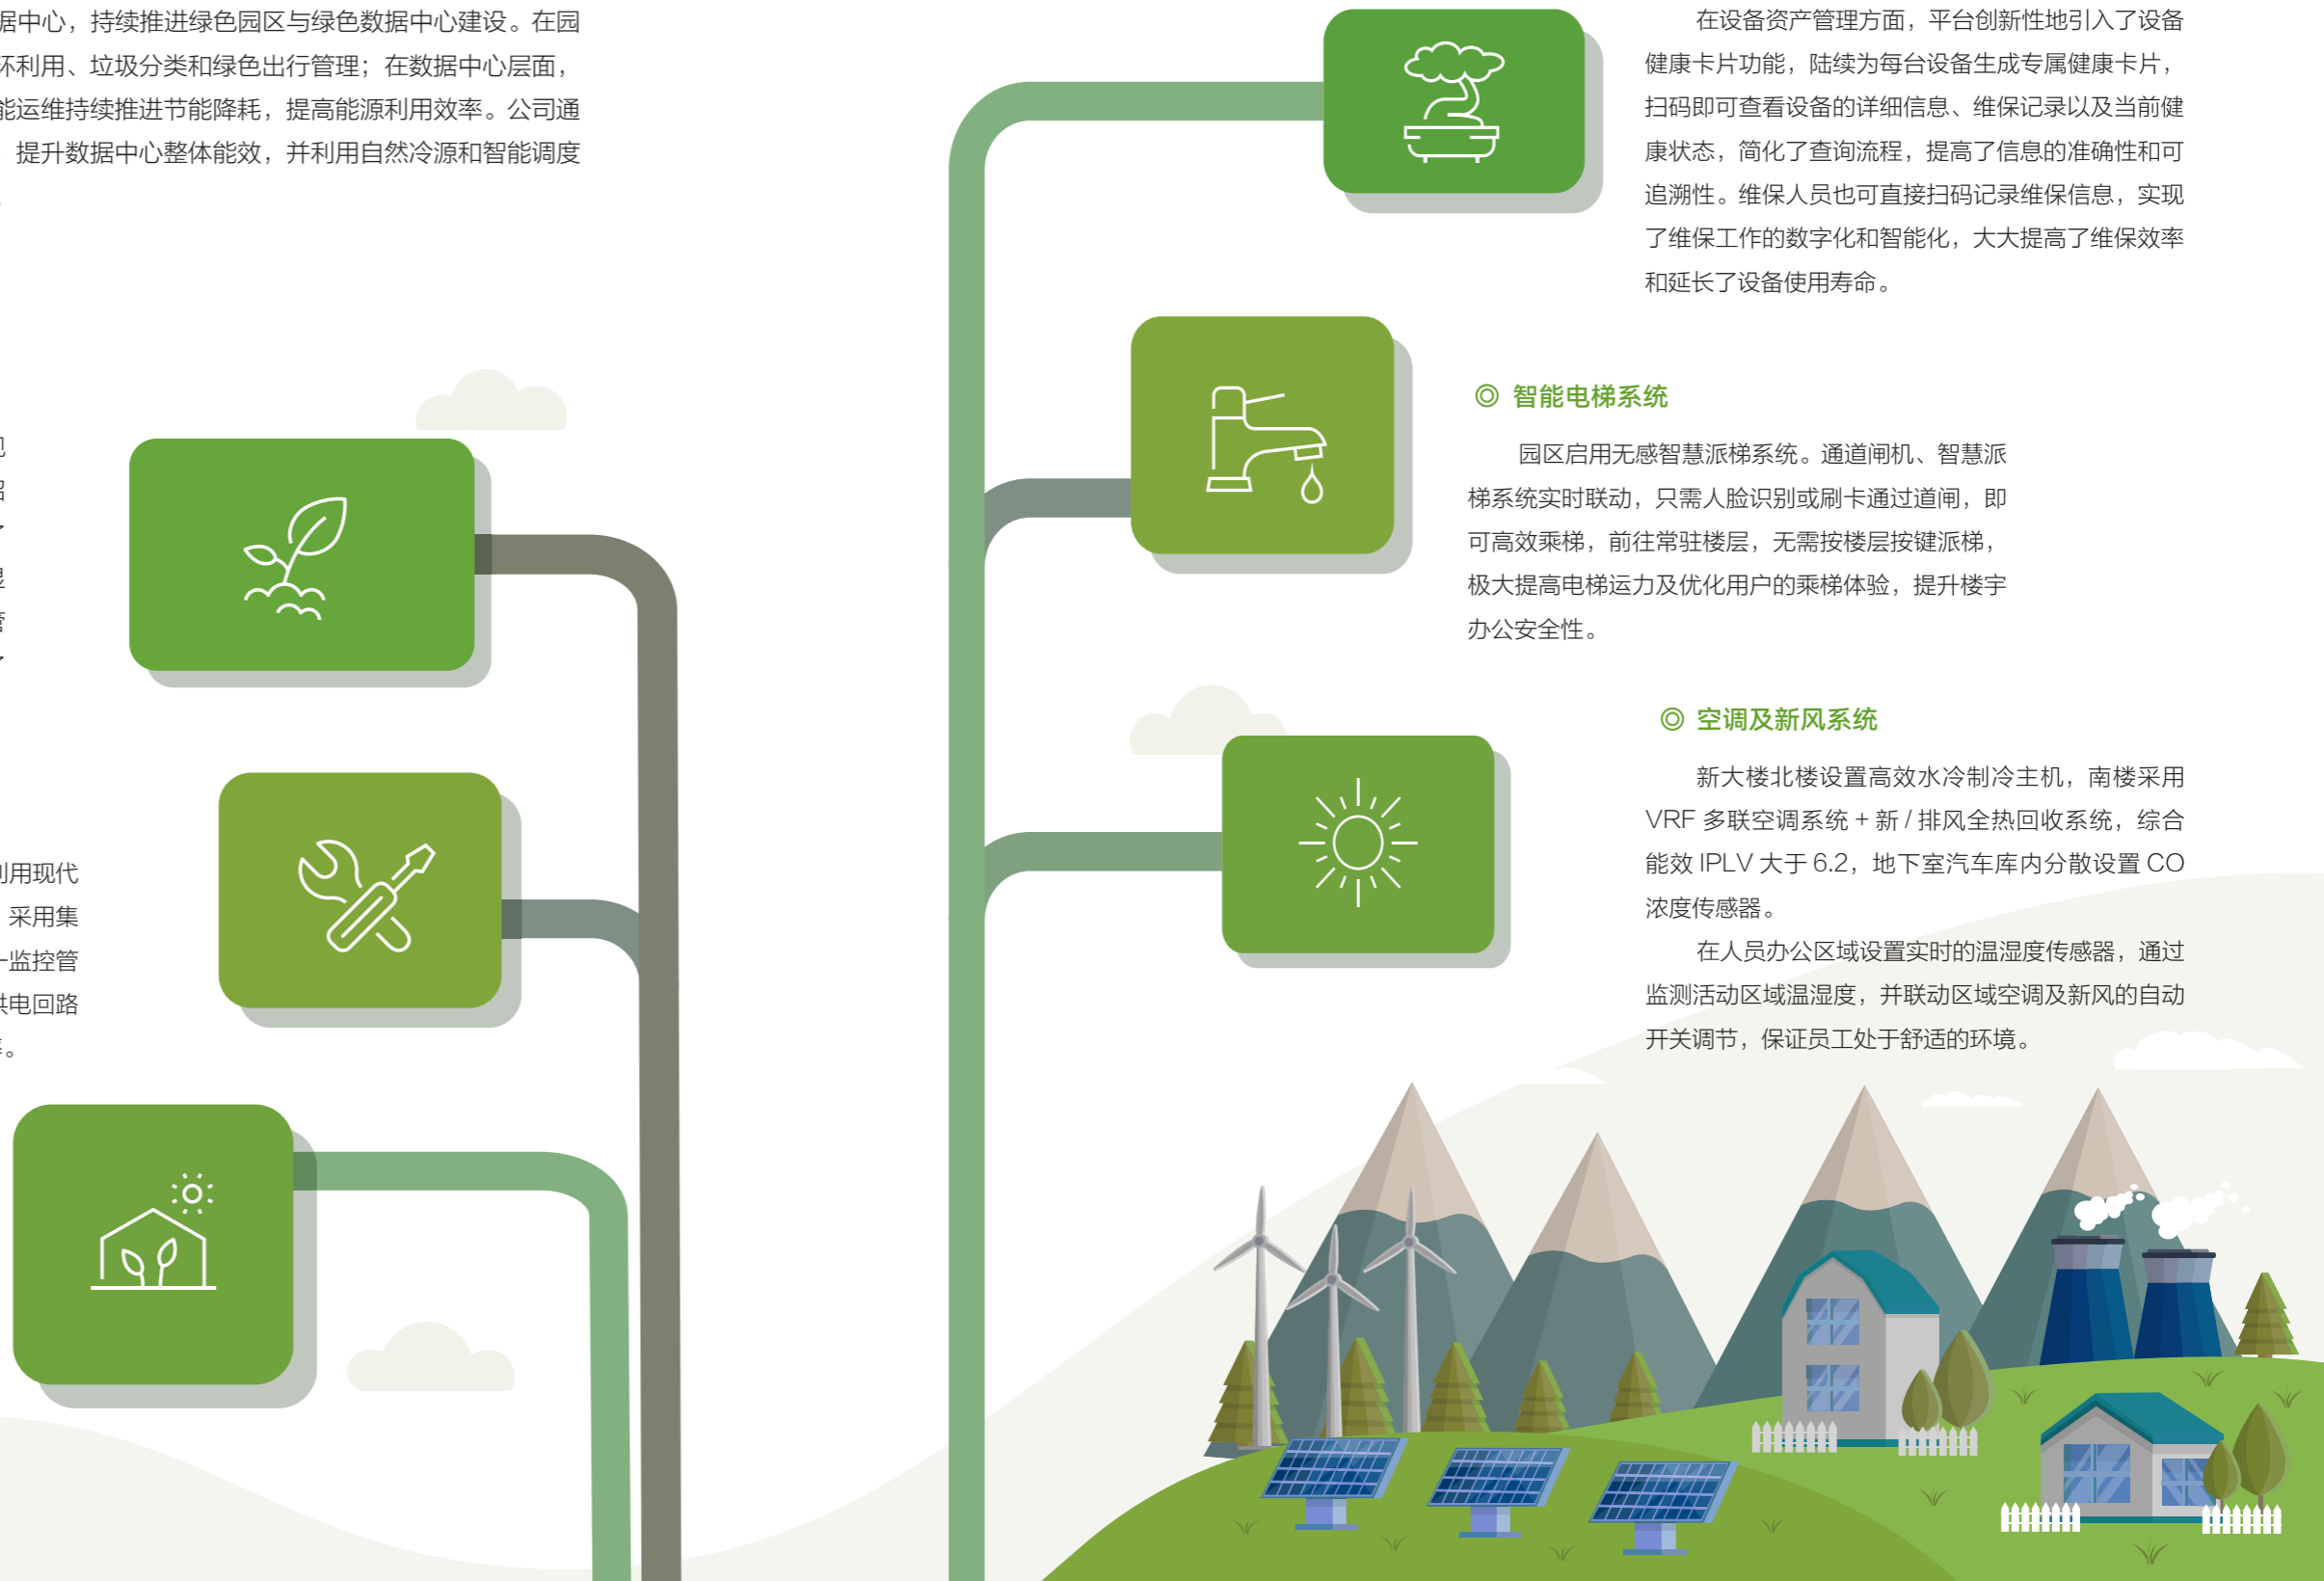 据中心，持续推进绿色园区与绿色数据中心建设。在园
环利用、垃圾分类和绿色出行管理；在数据中心层面，
能运维持续推进节能降耗，提高能源利用效率。公司通
提升数据中心整体能效，并利用自然冷源和智能调度
。
利用现代
采用集
一监控管
供电回路
。
在设备资产管理方面，平台创新性地引入了设备
健康卡片功能，陆续为每台设备生成专属健康卡片，
扫码即可查看设备的详细信息、维保记录以及当前健
康状态，简化了查询流程，提高了信息的准确性和可
追溯性。维保人员也可直接扫码记录维保信息，实现
了维保工作的数字化和智能化，大大提高了维保效率
和延长了设备使用寿命。
◎ 智能电梯系统
园区启用无感智慧派梯系统。通道闸机、智慧派
梯系统实时联动，只需人脸识别或刷卡通过道闸，即
可高效乘梯，前往常驻楼层，无需按楼层按键派梯，
极大提高电梯运力及优化用户的乘梯体验，提升楼宇
办公安全性。
◎ 空调及新风系统
新大楼北楼设置高效水冷制冷主机，南楼采用
VRF 多联空调系统 + 新 / 排风全热回收系统，综合
能效 IPLV 大于 6.2，地下室汽车库内分散设置 CO
浓度传感器。
在人员办公区域设置实时的温湿度传感器，通过
监测活动区域温湿度，并联动区域空调及新风的自动
开关调节，保证员工处于舒适的环境。